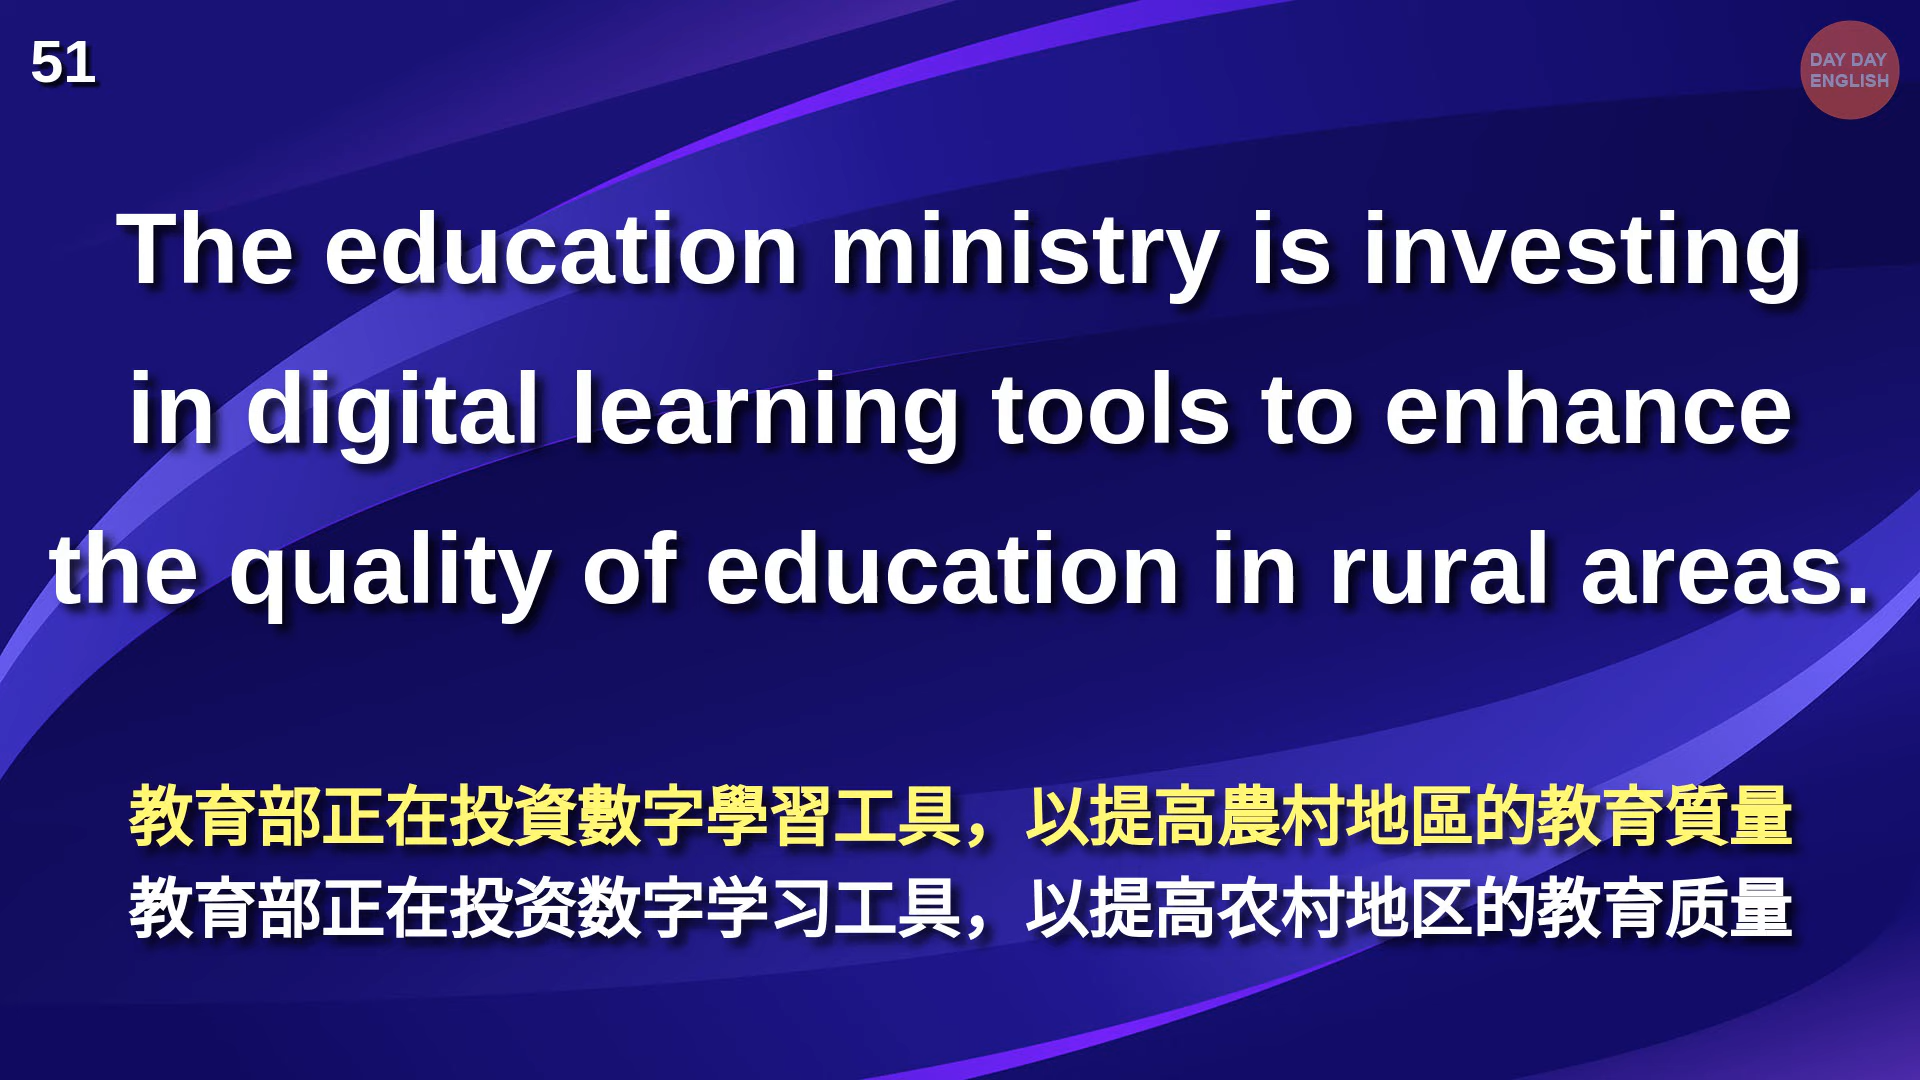 51
DAY DAY
ENGLISH
The education ministry is investing
in digital learning tools to enhance
the quality of education in rural areas.
教育部正在投資數字學習工具，以提高農村地區的教育質量
教育部正在投资数字学习工具，以提高农村地区的教育质量